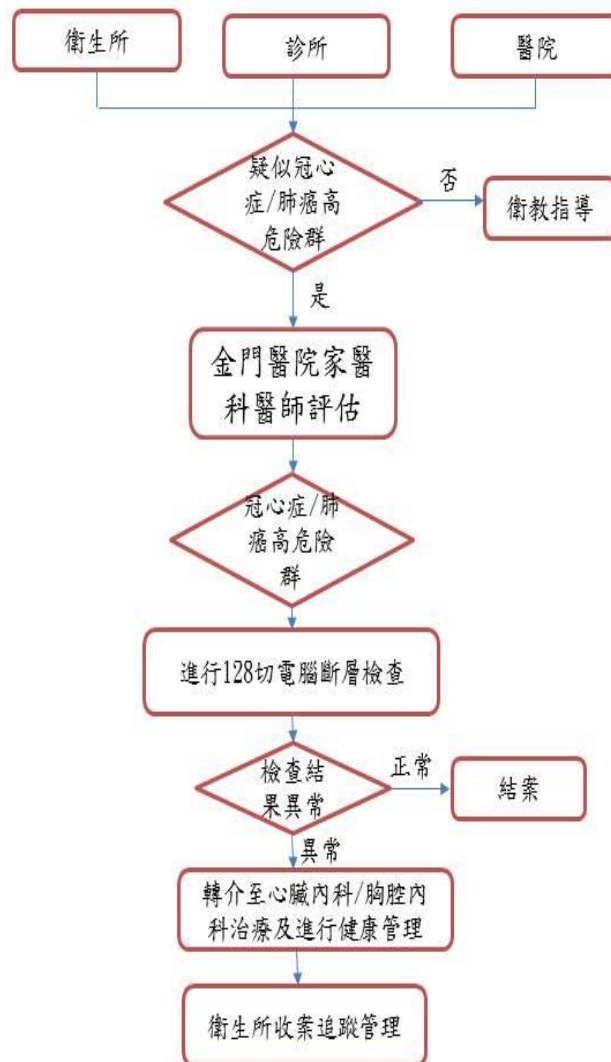 衛生所
診所
醫院
疑似冠心
症/肺癌高
危險群
否
衛教指導
是
金門醫院家醫
科醫師評估
冠心症/肺
癌高危險
群
進行128切電腦斷層檢查
檢查結
果異常
正常
結案
異常
轉介至心臟內科/胸腔內
科治療及進行健康管理
衛生所收案追蹤管理